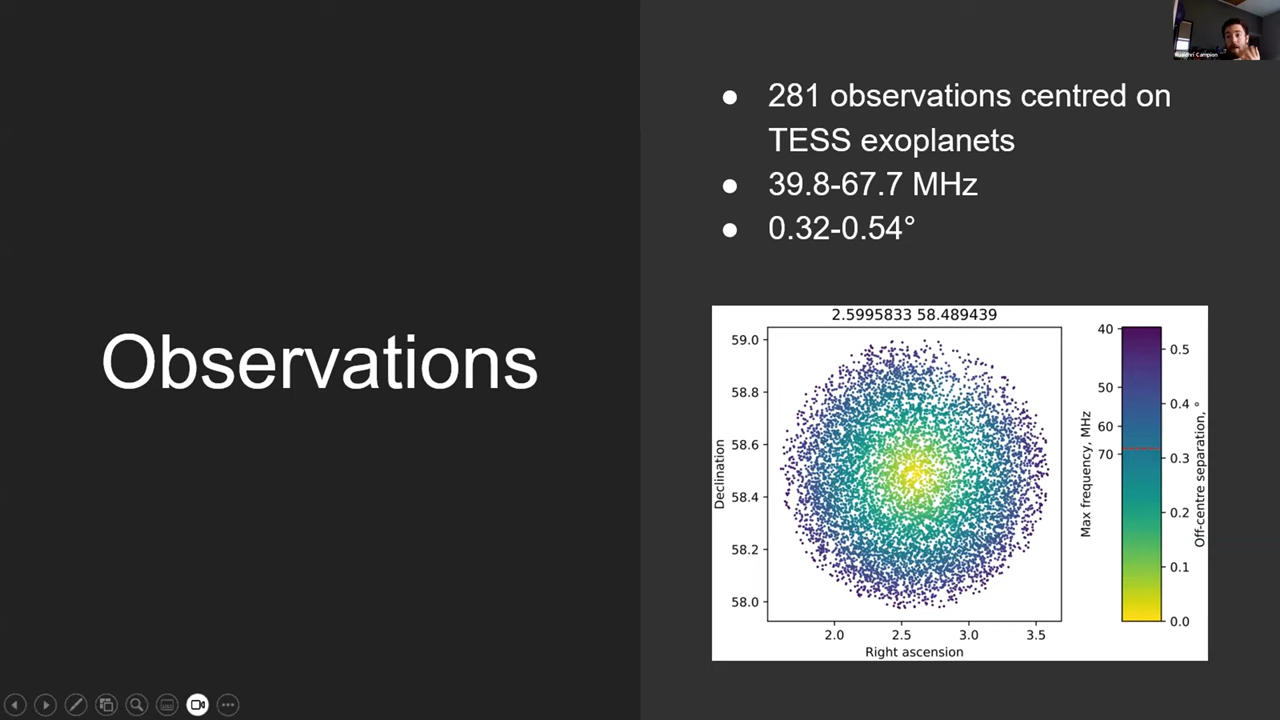 Observations
● 281 observations centred on
TESS exoplanets
● 39.8-67.7 MHz
● 0.32-0.54°
2.5995833 58.489439
59.0
58.8
58.6
58.4
58.2
58.0
Declination
2.0 2.5 3.0 3.5
Right ascension
40
50
60
70
Max frequency, MHz
0.5
0.4
0.3
0.2
0.1
0.0
Off-centre separation, °
Campion